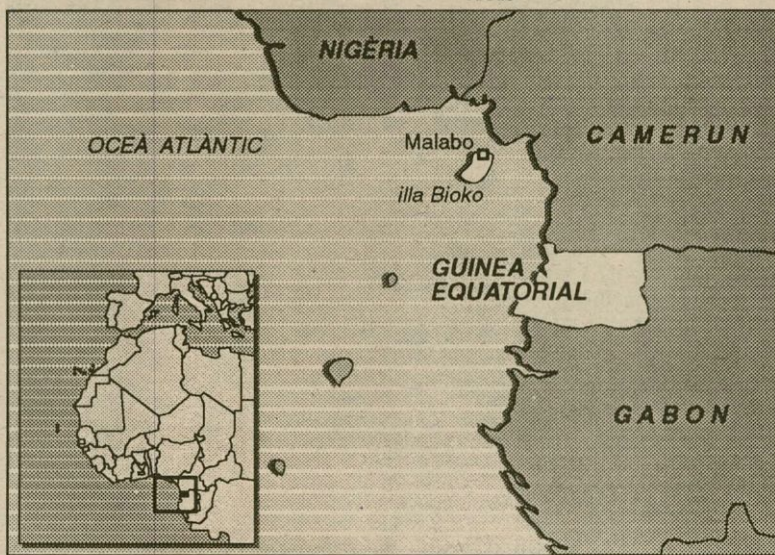 NIGÈRIA
OCEÀ ATLÀNTIC
Malabo
CAMERUN
illa Bioko
GUINEA
EQUATORIAL
GABON